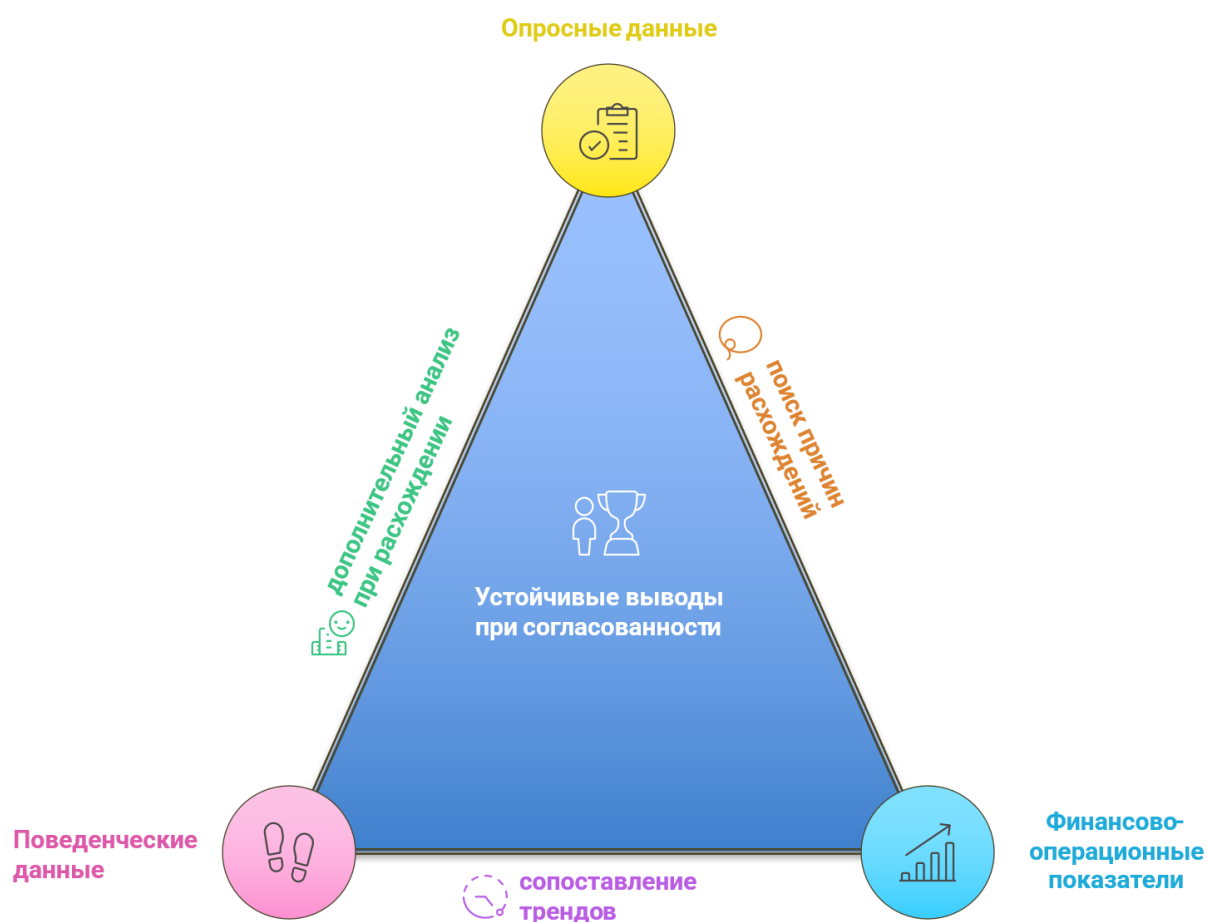 Опросные данные
дополнительный анализ
при расхождении
поиск причин
расхождений
Устойчивые выводы
при согласованности
Поведенческие
данные
Финансово-
операционные
показатели
сопоставление
трендов